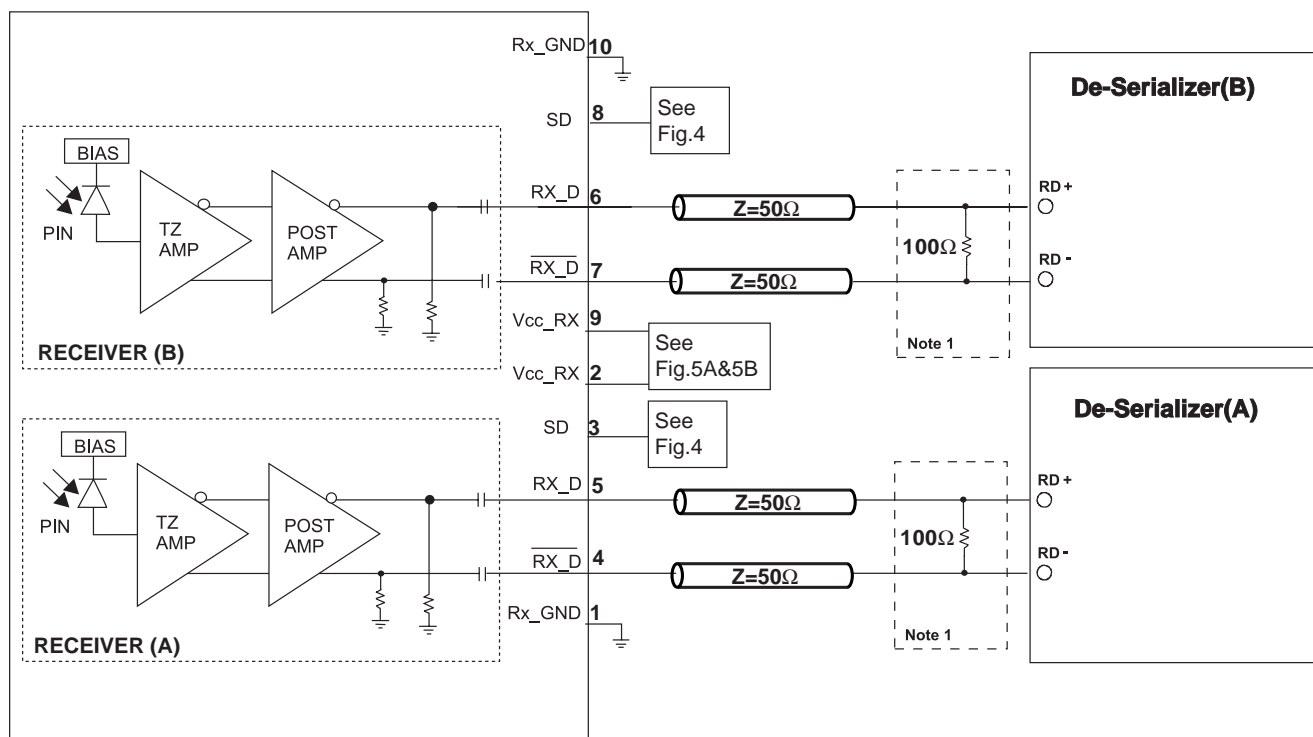 Rx_GND 10
De-Serializer(B)
SD 8
See
Fig.4
BIAS
PIN
TZ
AMP
POST
AMP
RX_D 6
Z=50Ω
RD +
100Ω
RX_D 7
Z=50Ω
RD -
Vcc_RX 9
See
Fig.5A&5B
Note 1
RECEIVER (B)
Vcc_RX 2
De-Serializer(A)
SD 3
See
Fig.4
BIAS
PIN
TZ
AMP
POST
AMP
RX_D 5
Z=50Ω
RD +
100Ω
RX_D 4
Z=50Ω
RD -
Rx_GND 1
Note 1
RECEIVER (A)